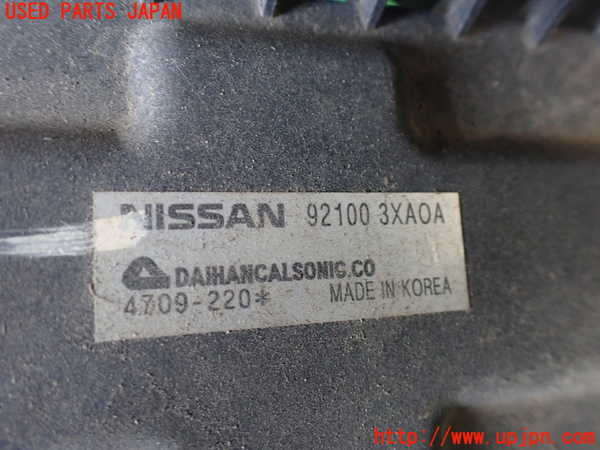 USED PARTS JAPAN
NISSAN 92100 3XA0A
DAIHANCALSONIC.CO
4709-220* MADE IN KOREA
http://www.upjpn.com/